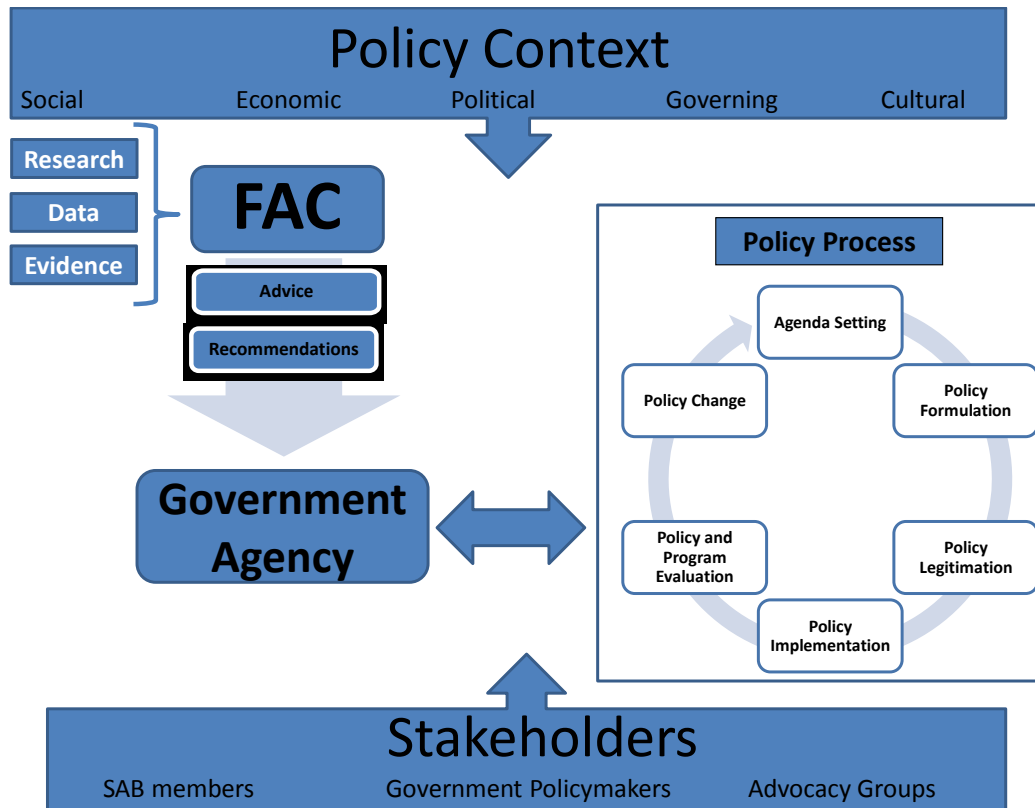 Policy Context
Social Economic Political Governing Cultural
Research
Data
Evidence
FAC
Advice
Recommendations
Government
Agency
Policy Process
Agenda Setting
Policy
Formulation
Policy
Legitimation
Policy
Implementation
Policy and
Program
Evaluation
Policy Change
Stakeholders
SAB members Government Policymakers Advocacy Groups